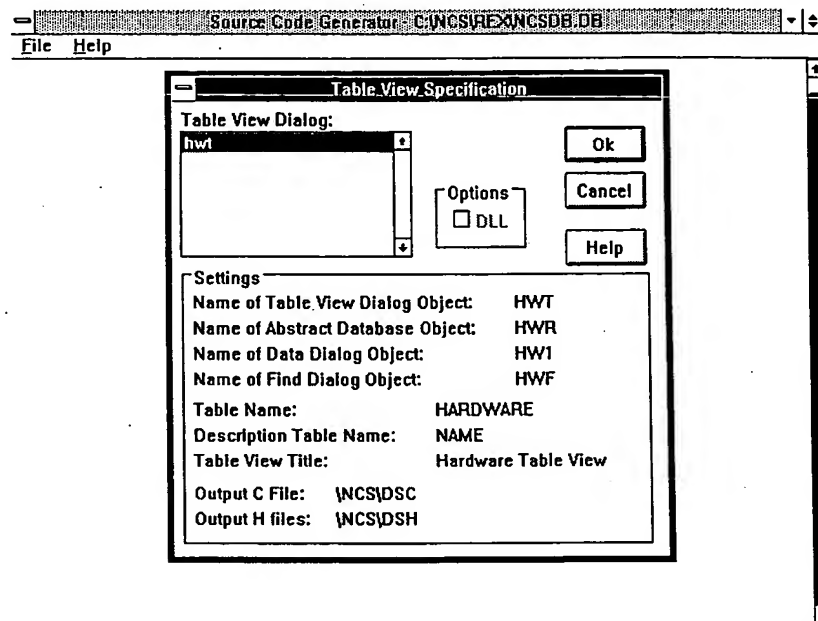 Source Code Generator - C:\NCS\REX\NCSDB.DB
File Help
Table View Specification
Table View Dialog:
hwt
Ok
Options
Cancel
DLL
Help
Settings
Name of Table View Dialog Object: HWT
Name of Abstract Database Object: HWR
Name of Data Dialog Object: HW1
Name of Find Dialog Object: HWF
Table Name: HARDWARE
Description Table Name: NAME
Table View Title: Hardware Table View
Output C File: \NCS\DSC
Output H files: \NCS\DSH